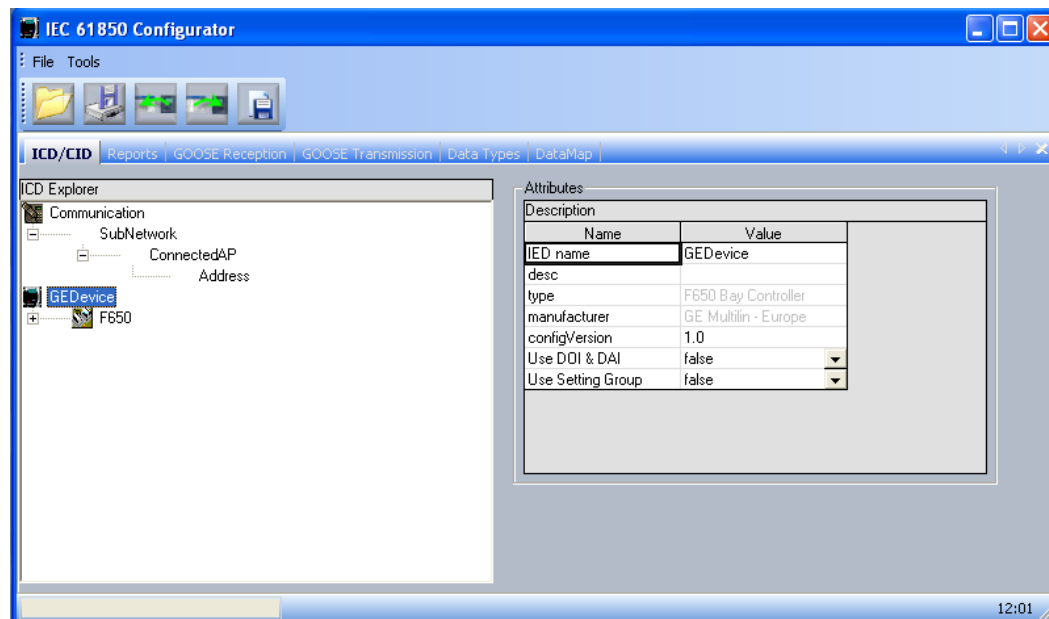 IEC 61850 Configurator
File Tools
ICD/CID Reports GOOSE Reception GOOSE Transmission Data Types DataMap
ICD Explorer
Communication
SubNetwork
ConnectedAP
Address
GEDevice
F650
Attributes
Description
Name Value
IED name GEDevice
desc
type F650 Bay Controller
manufacturer GE Multilin - Europe
configVersion 1.0
Use DOI & DAI false
Use Setting Group false
12:01